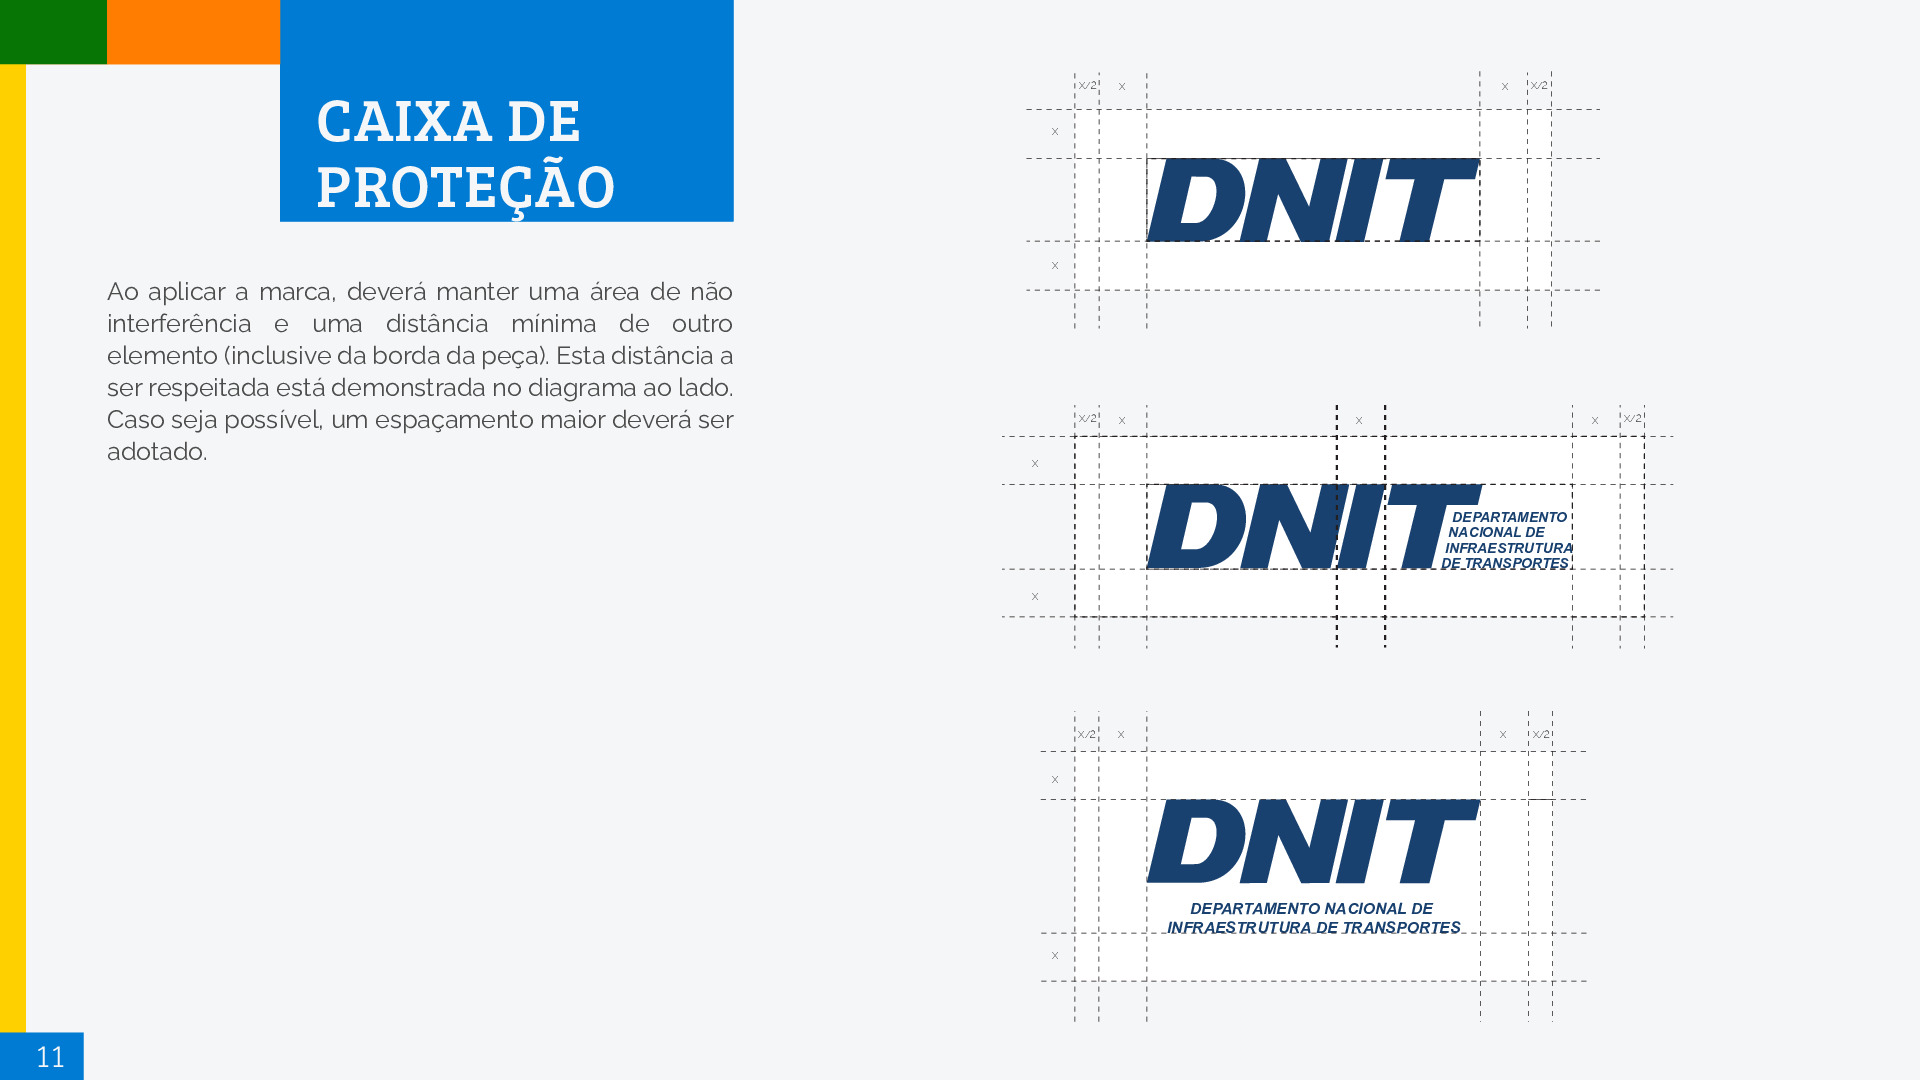 CAIXA DE
PROTEÇÃO
Ao aplicar a marca, deverá manter uma área de não
interferência e uma distância mínima de outro
elemento (inclusive da borda da peça). Esta distância a
ser respeitada está demonstrada no diagrama ao lado.
Caso seja possível, um espaçamento maior deverá ser
adotado.
X/2 X X X/2
X
DNIT
X
X/2 X X X X/2
X
DNIT
DEPARTAMENTO
NACIONAL DE
INFRAESTRUTURA
DE TRANSPORTES
X
X/2 X X X/2
X
DNIT
DEPARTAMENTO NACIONAL DE
INFRAESTRUTURA DE TRANSPORTES
X
11